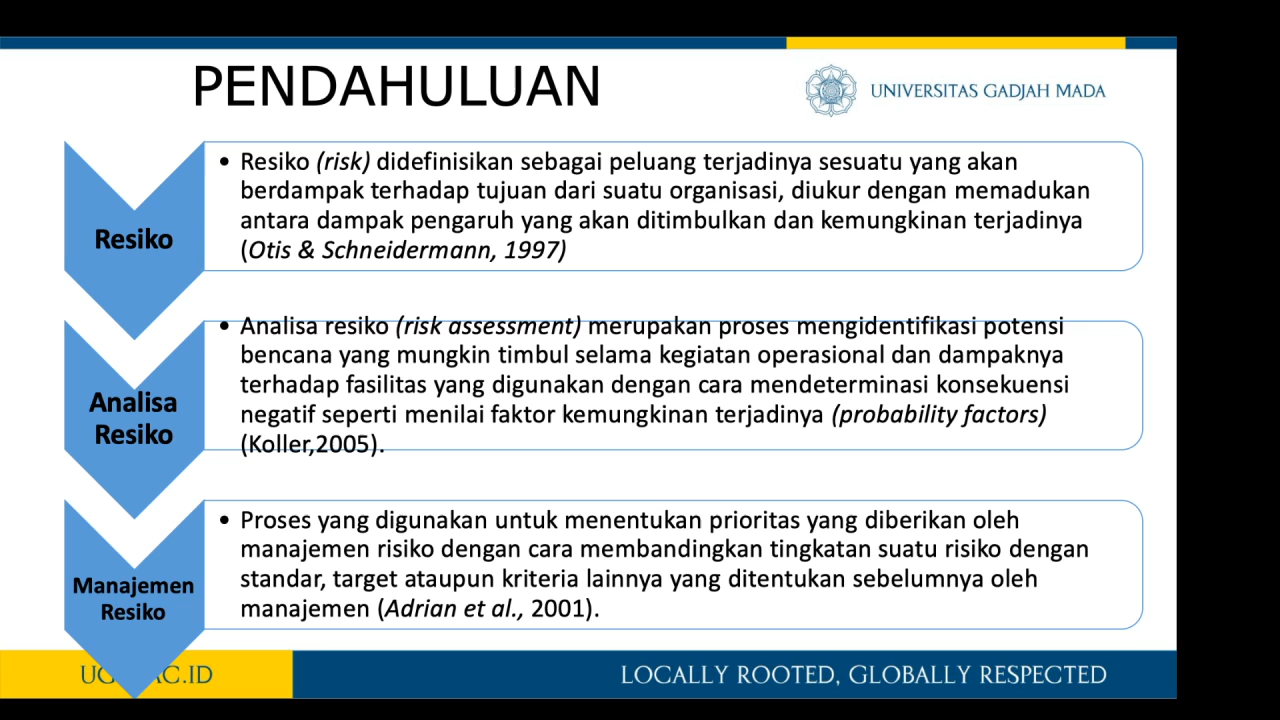 PENDAHULUAN
UNIVERSITAS GADJAH MADA
Resiko
• Resiko (risk) didefinisikan sebagai peluang terjadinya sesuatu yang akan
berdampak terhadap tujuan dari suatu organisasi, diukur dengan memadukan
antara dampak pengaruh yang akan ditimbulkan dan kemungkinan terjadinya
(Otis & Schneidermann, 1997)
Analisa
Resiko
• Analisa resiko (risk assessment) merupakan proses mengidentifikasi potensi
bencana yang mungkin timbul selama kegiatan operasional dan dampaknya
terhadap fasilitas yang digunakan dengan cara mendeterminasi konsekuensi
negatif seperti menilai faktor kemungkinan terjadinya (probability factors)
(Koller,2005).
Manajemen
Resiko
• Proses yang digunakan untuk menentukan prioritas yang diberikan oleh
manajemen risiko dengan cara membandingkan tingkatan suatu risiko dengan
standar, target ataupun kriteria lainnya yang ditentukan sebelumnya oleh
manajemen (Adrian et al., 2001).
LOCALLY ROOTED, GLOBALLY RESPECTED